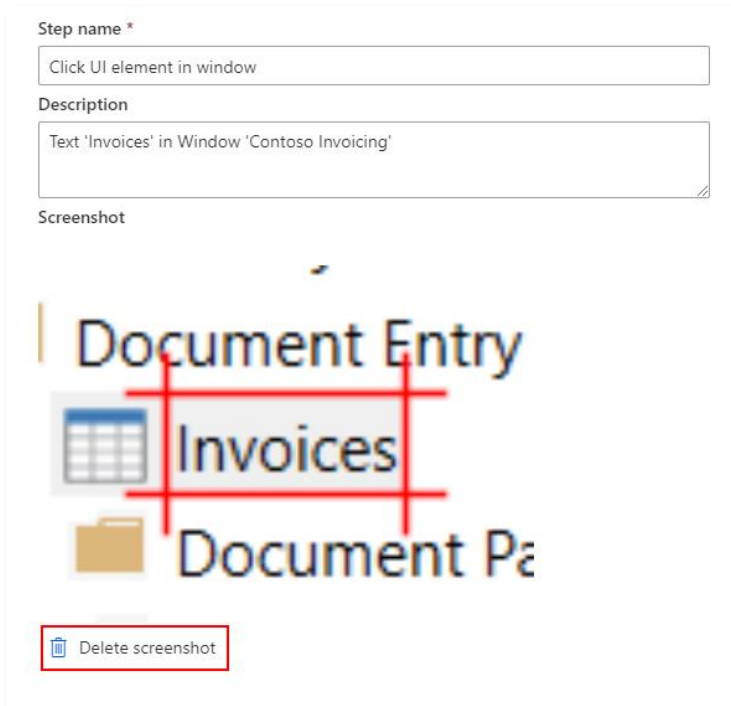 Step name *
Click UI element in window
Description
Text 'Invoices' in Window 'Contoso Invoicing'
Screenshot
Document Entry
Invoices
Document
Delete screenshot